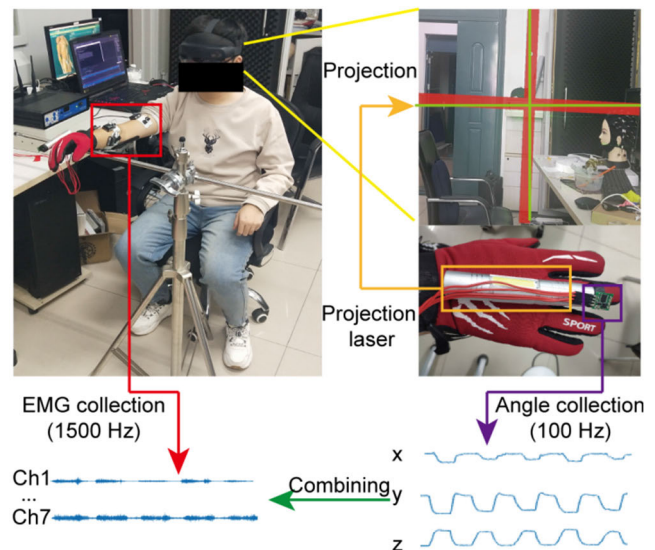 Projection
Projection
laser
SPORT
EMG collection
(1500 Hz)
Angle collection
(100 Hz)
Ch1
...
Ch7
Combining
x
y
z